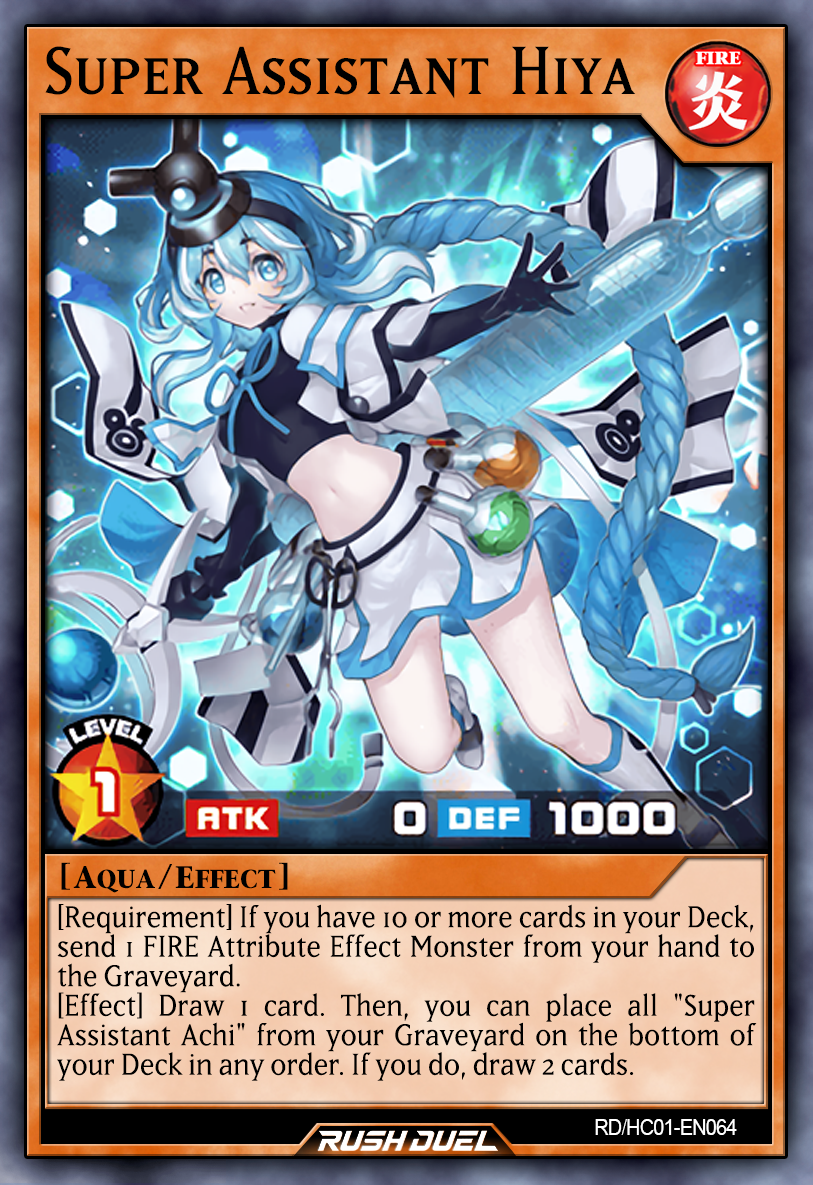 Super Assistant Hiya
FIRE
炎
LEVEL
1
ATK 0 DEF 1000
[Aqua/Effect]
[Requirement] If you have 10 or more cards in your Deck,
send 1 FIRE Attribute Effect Monster from your hand to
the Graveyard.
[Effect] Draw 1 card. Then, you can place all "Super
Assistant Achi" from your Graveyard on the bottom of
your Deck in any order. If you do, draw 2 cards.
RD/HC01-EN064
RUSH DUEL